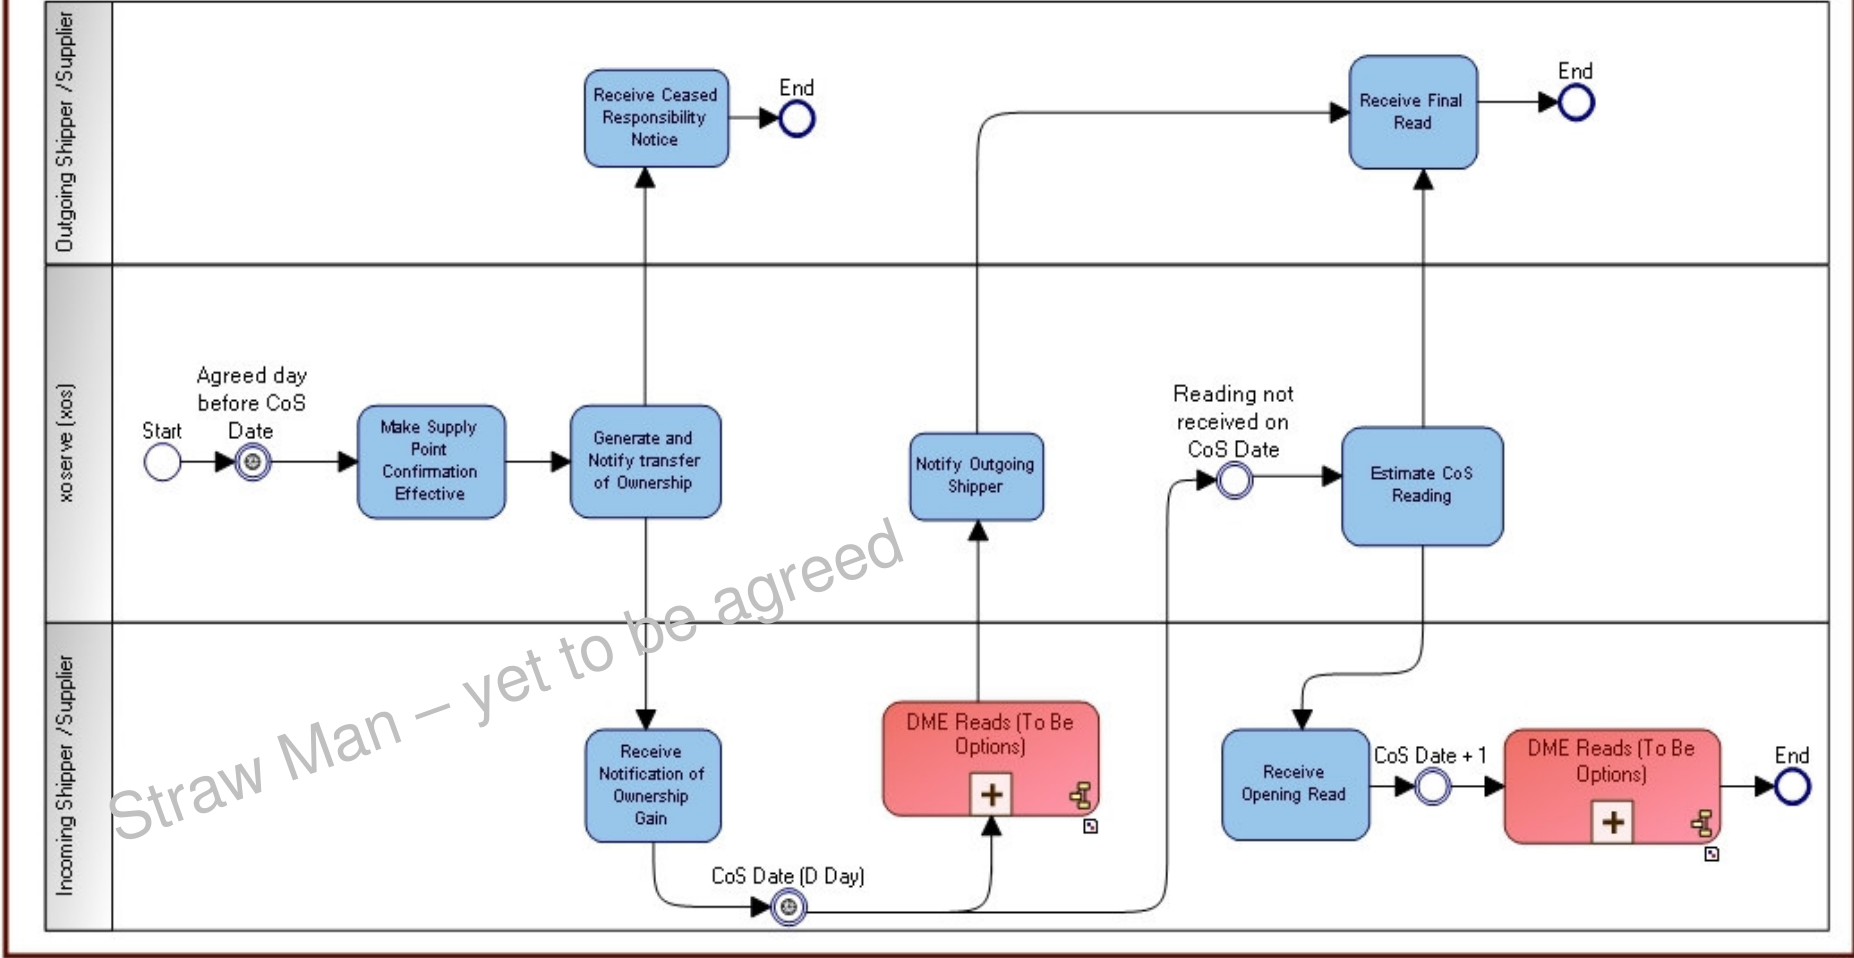 Outgoing Shipper / Supplier
Receive Ceased
Responsibility
Notice
End
Receive Final
Read
End
xoserve (xos)
Start
Agreed day
before CoS
Date
Make Supply
Point
Confirmation
Effective
Generate and
Notify transfer
of Ownership
Notify Outgoing
Shipper
Reading not
received on
CoS Date
Estimate CoS
Reading
Straw Man – yet to be agreed
Incoming Shipper / Supplier
Receive
Notification of
Ownership
Gain
CoS Date (D Day)
DME Reads (To Be
Options)
Receive
Opening Read
CoS Date + 1
DME Reads (To Be
Options)
End